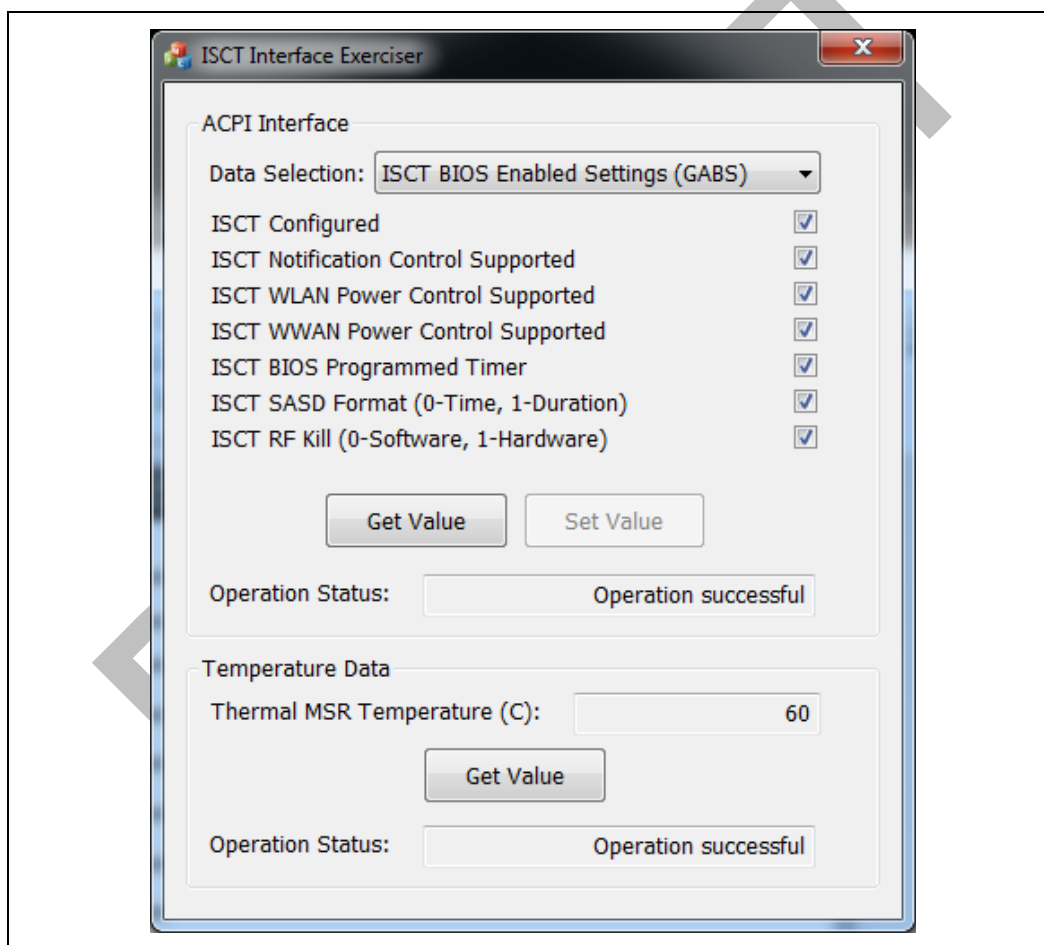 ISCT Interface Exerciser
ACPI Interface
Data Selection: ISCT BIOS Enabled Settings (GABS)
ISCT Configured
ISCT Notification Control Supported
ISCT WLAN Power Control Supported
ISCT WWAN Power Control Supported
ISCT BIOS Programmed Timer
ISCT SASD Format (0-Time, 1-Duration)
ISCT RF Kill (0-Software, 1-Hardware)
Get Value Set Value
Operation Status: Operation successful
Temperature Data
Thermal MSR Temperature (C): 60
Get Value
Operation Status: Operation successful